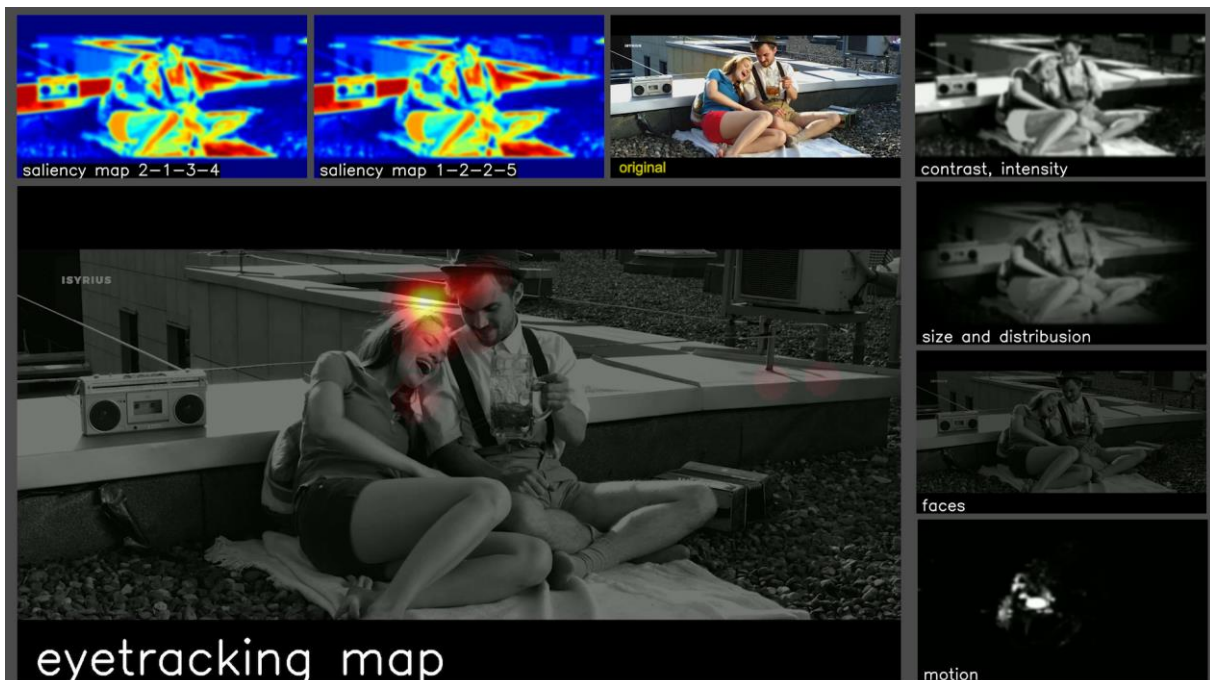 saliency map 2-1-3-4
saliency map 1-2-2-5
original
contrast, intensity
size and distribusion
ISYRIUS
faces
eyetracking map
motion